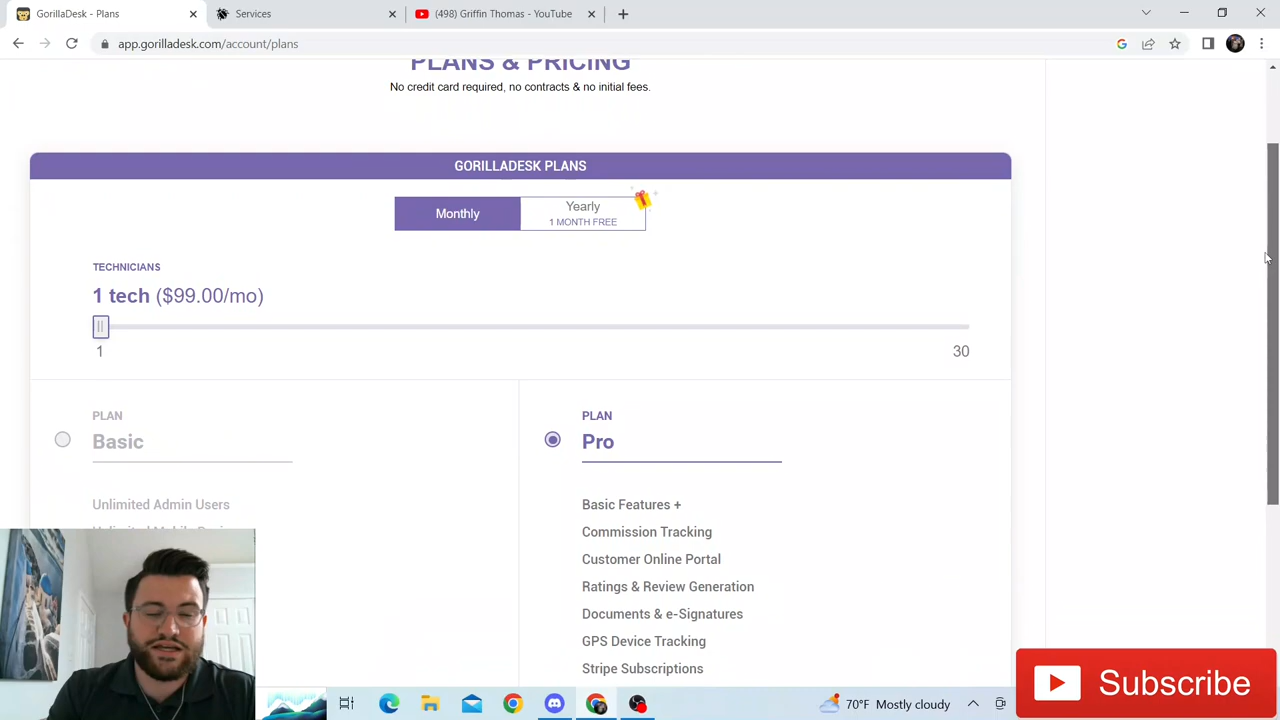 GorillaDesk - Plans
Services
(498) Griffin Thomas - YouTube
app.gorilladesk.com/account/plans
PLANS & PRICING
No credit card required, no contracts & no initial fees.
GORILLADESK PLANS
Monthly
Yearly
1 MONTH FREE
TECHNICIANS
1 tech ($99.00/mo)
1
30
PLAN
Basic
Unlimited Admin Users
PLAN
Pro
Basic Features +
Commission Tracking
Customer Online Portal
Ratings & Review Generation
Documents & e-Signatures
GPS Device Tracking
Stripe Subscriptions
Subscribe
70°F Mostly cloudy